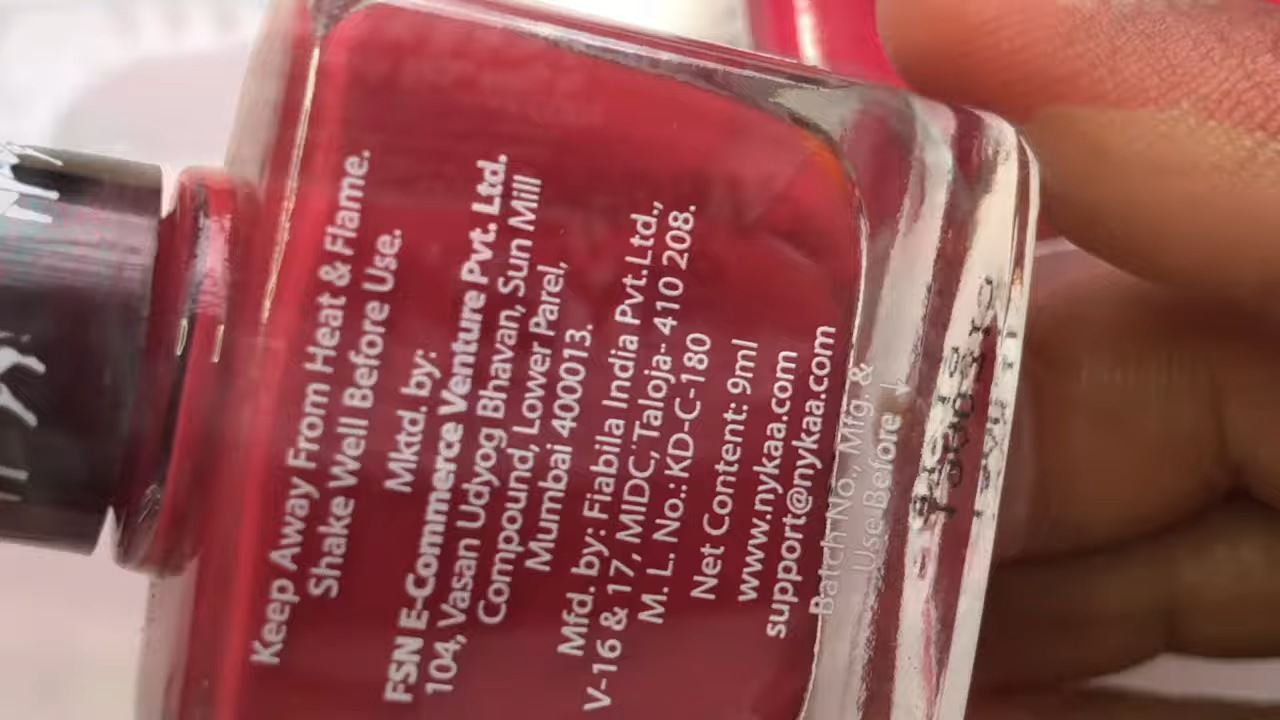 Keep Away From Heat & Flame.
Shake Well Before Use.
Mktd. by:
FSN E-Commerce Venture Pvt. Ltd.
104, Vasan Udyog Bhavan, Sun Mill
Compound, Lower Parel,
Mumbai 400013.
Mfd. by: Fiabila India Pvt.Ltd.,
V-16 & 17, MIDC, Taloja- 410 208.
M. L. No.: KD-C-180
Net Content: 9ml
www.nykaa.com
support@nykaa.com
Batch No., Mfg. &
Use Before